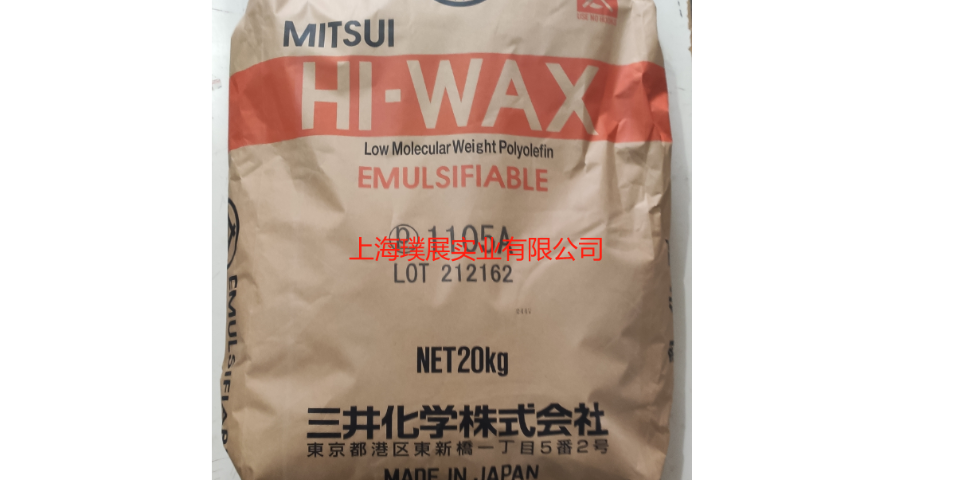 MITSUI
HI-WAX
Low Molecular Weight Polyolefin
EMULSIFIABLE
P 1105A
上海璞展实业有限公司
LOT 212162
NET20kg
三井化学株式会社
東京都港区東新橋一丁目5番2号
MADE IN JAPAN
EMULSIFIABLE